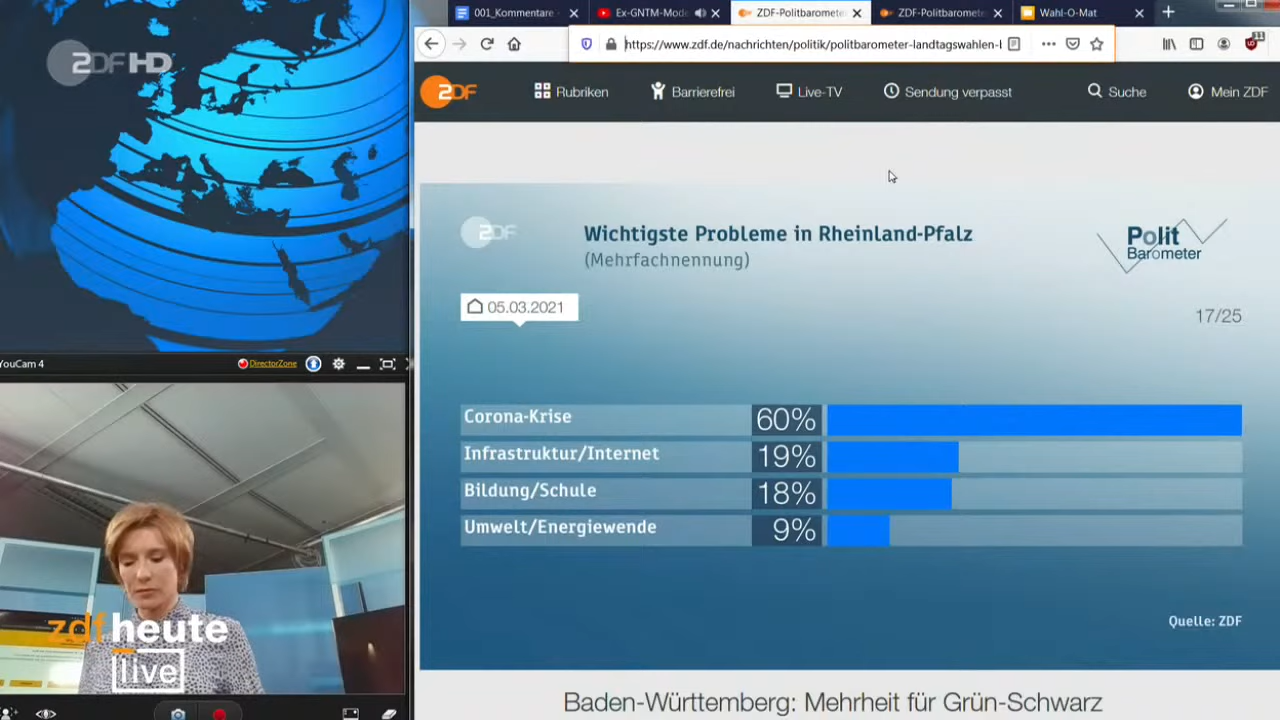 ZDF HD
YouCam 4
DirectorZone
zdfheute
live
001_Kommentare
Ex-GNTM-Mode
ZDF-Politbaromete
ZDF-Politbaromete
Wahl-O-Mat
https://www.zdf.de/nachrichten/politik/politbarometer-landtagswahlen-l
11
ZDF
Rubriken
Barrierefrei
Live-TV
Sendung verpasst
Suche
Mein ZDF
ZDF
Wichtigste Probleme in Rheinland-Pfalz
(Mehrfachnennung)
Polit
Barometer
05.03.2021
17/25
Corona-Krise 60%
Infrastruktur/Internet 19%
Bildung/Schule 18%
Umwelt/Energiewende 9%
Quelle: ZDF
Baden-Württemberg: Mehrheit für Grün-Schwarz